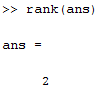 >> rank(ans)
ans =
2